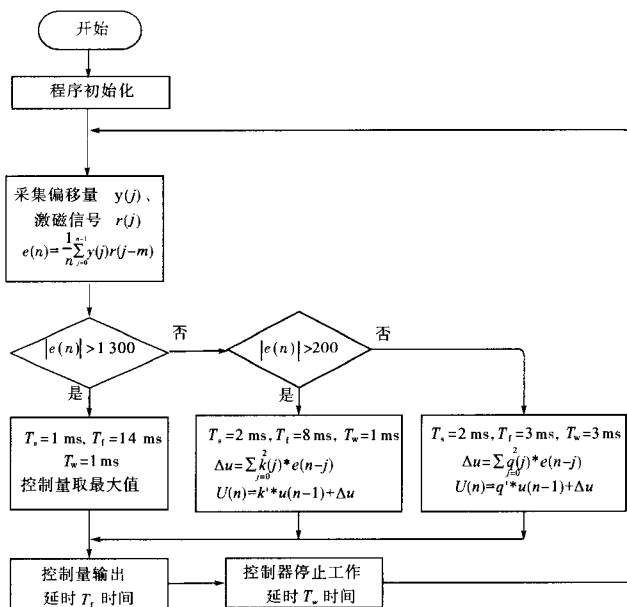 开始
程序初始化
采集偏移量 y(j)、
激磁信号 r(j)
e(n)=1/n∑_{j=0}^{n-1}y(j)r(j-m)
|e(n)|>1 300
否
是
|e(n)|>200
否
是
T_s=1 ms, T_f=14 ms
T_w=1ms
控制量取最大值
T_s=2 ms, T_f=8 ms, T_w=1ms
Δu=∑_{j=0}^{2}k(j)*e(n-j)
U(n)=k'*u(n-1)+Δu
T_s=2 ms, T_f=3 ms, T_w=3 ms
Δu=∑_{j=0}^{2}q(j)*e(n-j)
U(n)=q'*u(n-1)+Δu
控制量输出
延时 T_f 时间
控制器停止工作
延时 T_w 时间